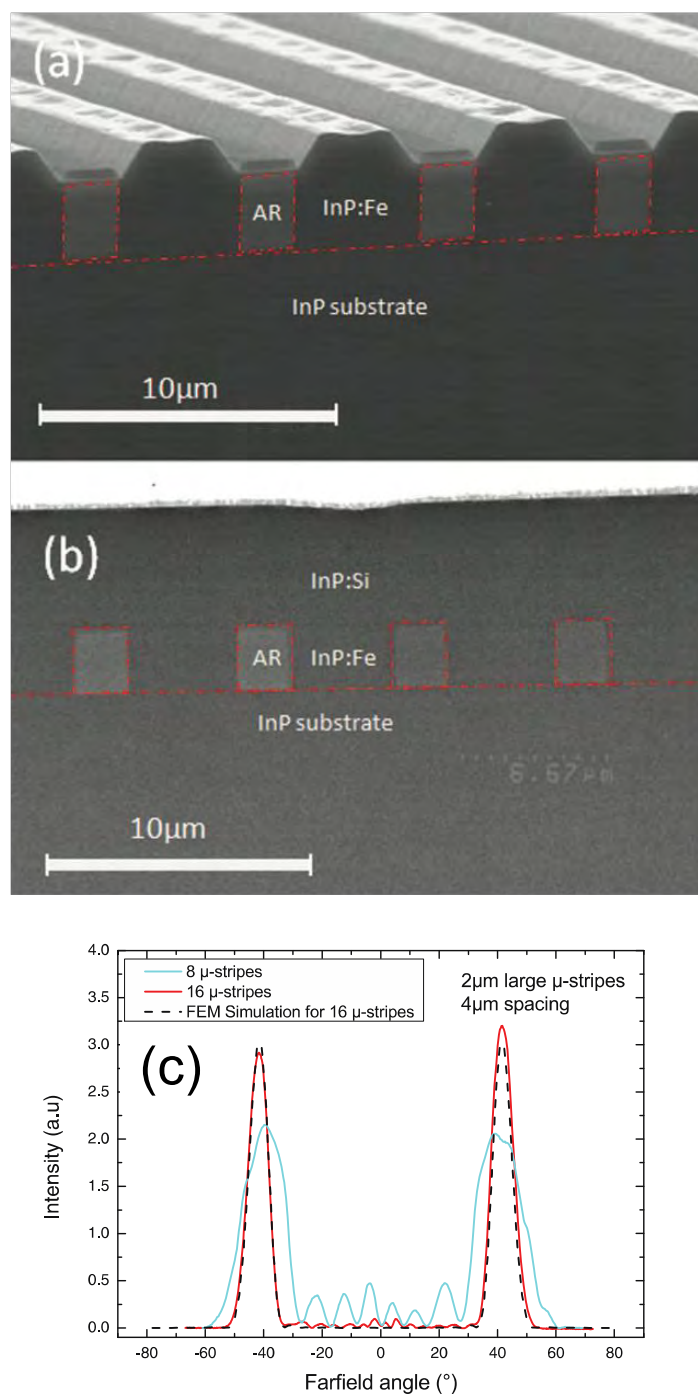 (a)
AR
InP:Fe
InP substrate
10µm
(b)
InP:Si
AR
InP:Fe
InP substrate
6.67µm
10µm
4.0
3.5
3.0
2.5
2.0
1.5
1.0
0.5
0.0
Intensity (a.u)
8 µ-stripes
16 µ-stripes
FEM Simulation for 16 µ-stripes
2µm large µ-stripes
4µm spacing
(c)
-80 -60 -40 -20 0 20 40 60 80
Farfield angle (°)